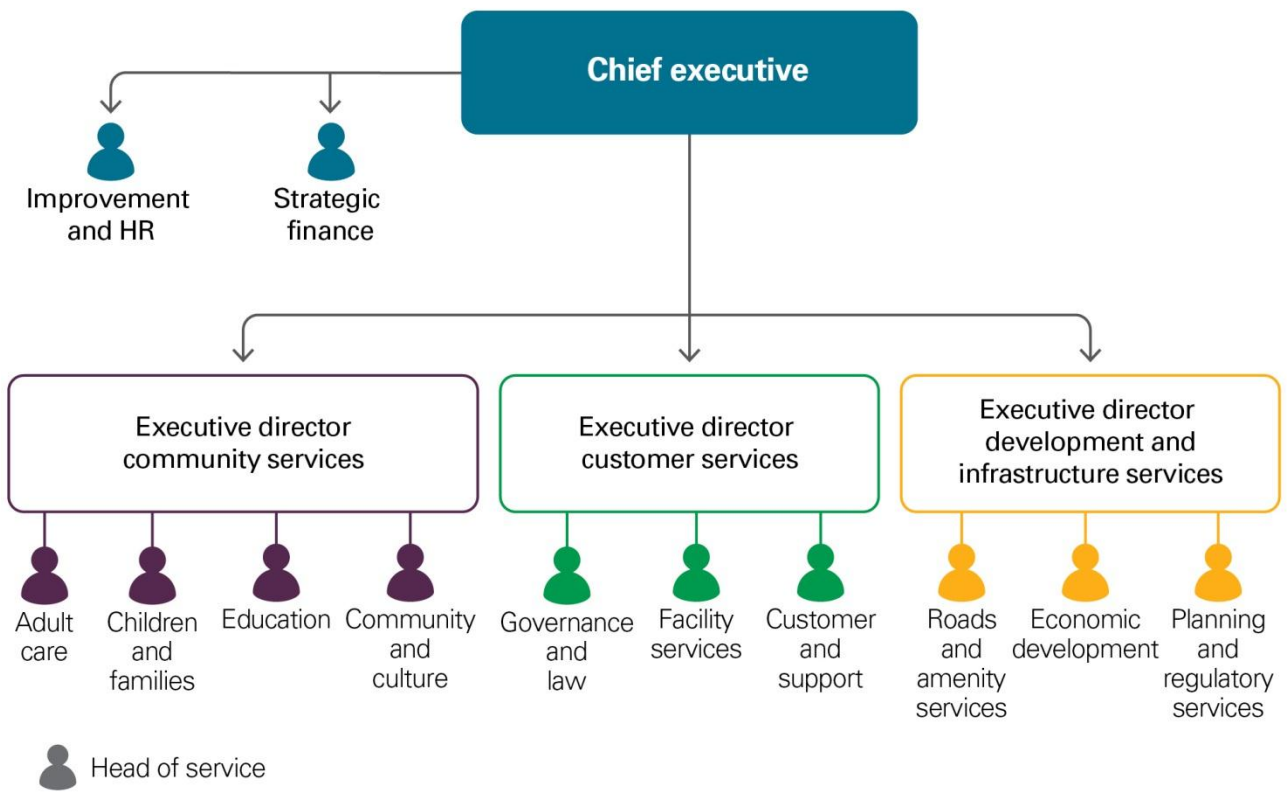 Chief executive
Improvement
and HR
Strategic
finance
Executive director
community services
Executive director
customer services
Executive director
development and
infrastructure services
Adult
care
Children
and
families
Education
Community
and
culture
Governance
and
law
Facility
services
Customer
and
support
Roads
and
amenity
services
Economic
development
Planning
and
regulatory
services
Head of service